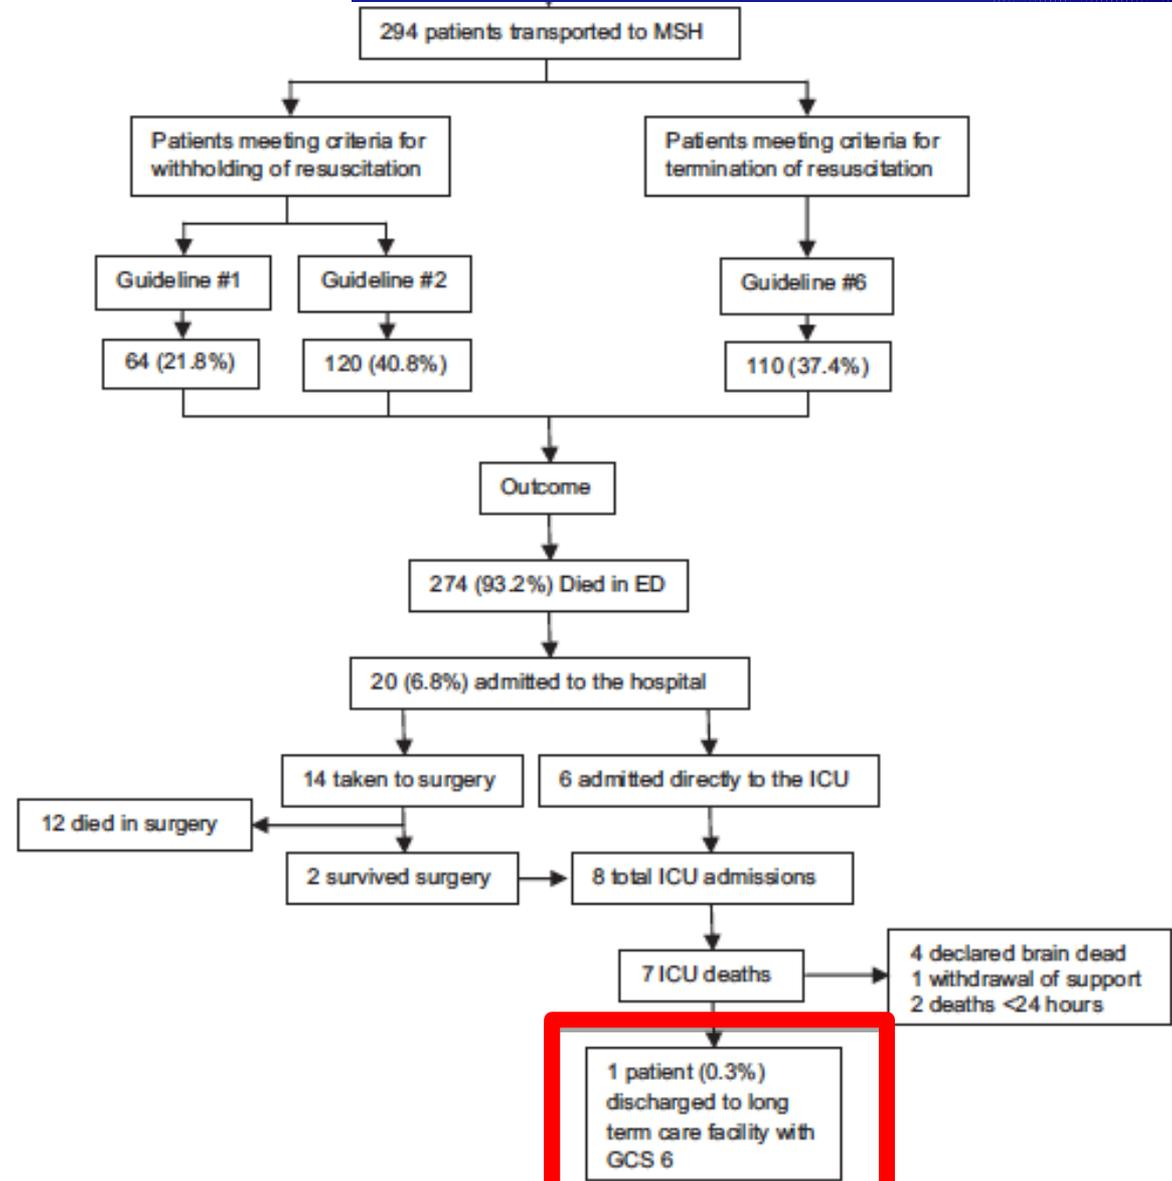 294 patients transported to MSH
Patients meeting criteria for
withholding of resuscitation
Patients meeting criteria for
termination of resuscitation
Guideline #1
Guideline #2
Guideline #6
64 (21.8%)
120 (40.8%)
110 (37.4%)
Outcome
274 (93.2%) Died in ED
20 (6.8%) admitted to the hospital
14 taken to surgery
6 admitted directly to the ICU
12 died in surgery
2 survived surgery
8 total ICU admissions
7 ICU deaths
4 declared brain dead
1 withdrawal of support
2 deaths <24 hours
1 patient (0.3%)
discharged to long
term care facility with
GCS 6